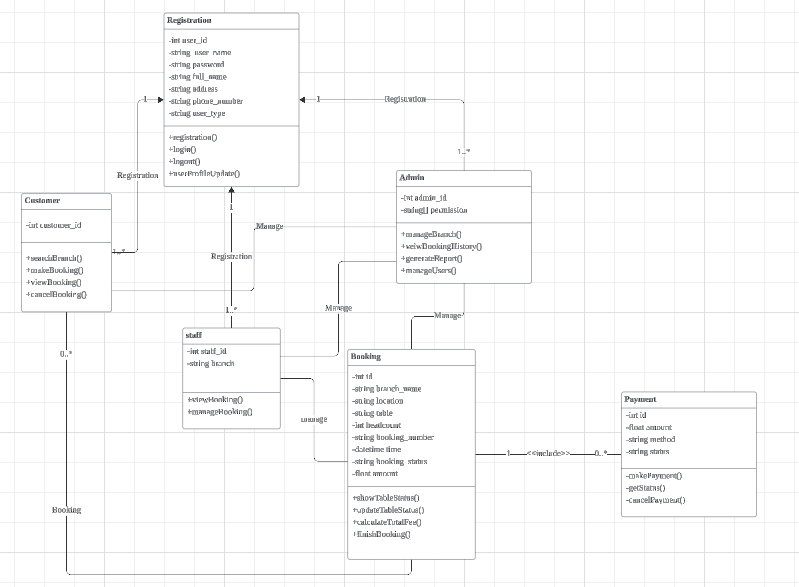 Registration
-int user_id
-string user_name
-string password
-string full_name
-string address
-string phone_number
-string user_type
+registration()
+login()
+logout()
+userProfileUpdate()
1
1
Registration
1..*
Registration
Admin
-int admin_id
-string[] permission
+manageBranch()
+veiwBookingHistory()
+generateReport()
+manageUsers()
Customer
-int customer_id
+searchBranch()
+makeBooking()
+viewBooking()
+cancelBooking()
1..*
1
Manage
Registration
1..*
Manage
Manage
staff
-int staff_id
-string branch
+viewBooking()
+manageBooking()
0..*
manage
Booking
-int id
-string branch_name
-string location
-string table
-int headcount
-string booking_number
-datetime time
-string booking_status
-float amount
+showTableStatus()
+updateTableStatus()
+calculateTotalFee()
+finishBooking()
1
<<include>>
0..*
Payment
-int id
-float amount
-string method
-string status
-makePayment()
-getStatus()
-cancelPayment()
Booking